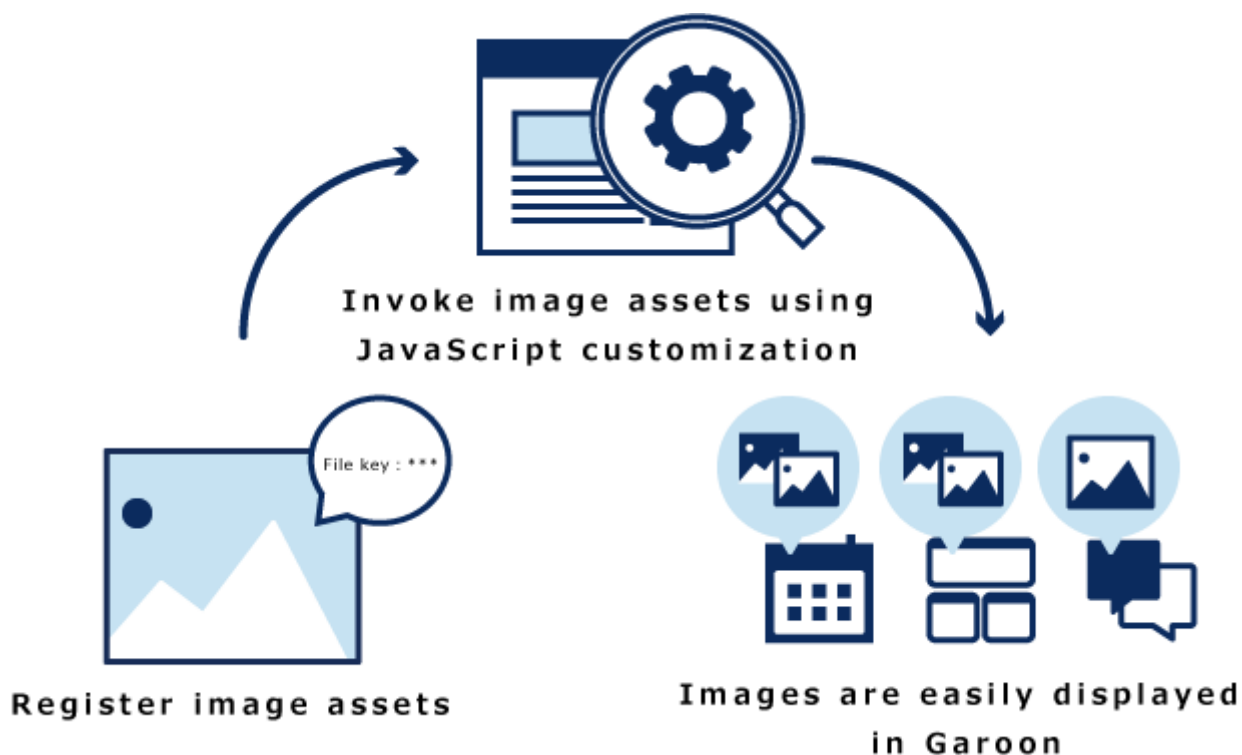 Invoke image assets using
JavaScript customization
File key : ***
Register image assets
Images are easily displayed
in Garoon